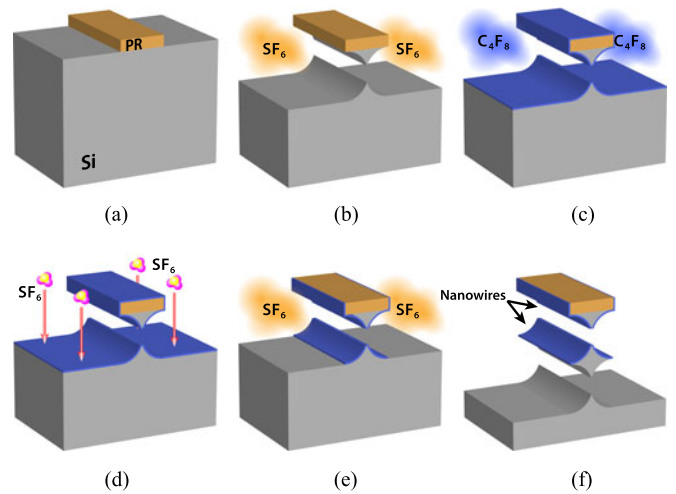 PR
Si
(a)
SF6
SF6
(b)
C4F8
C4F8
(c)
SF6
SF6
(d)
SF6
SF6
(e)
Nanowires
(f)